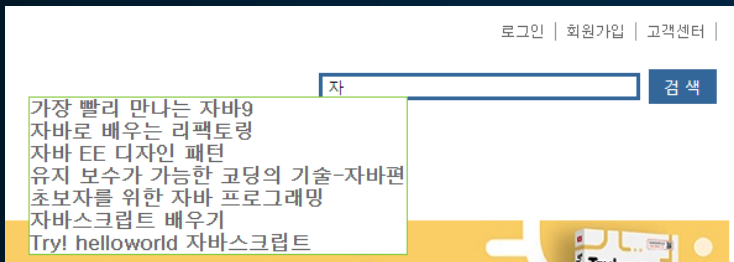 로그인 | 회원가입 | 고객센터 |
자
검 색
가장 빨리 만나는 자바9
자바로 배우는 리팩토링
자바 EE 디자인 패턴
유지 보수가 가능한 코딩의 기술-자바편
초보자를 위한 자바 프로그래밍
자바스크립트 배우기
Try! helloworld 자바스크립트